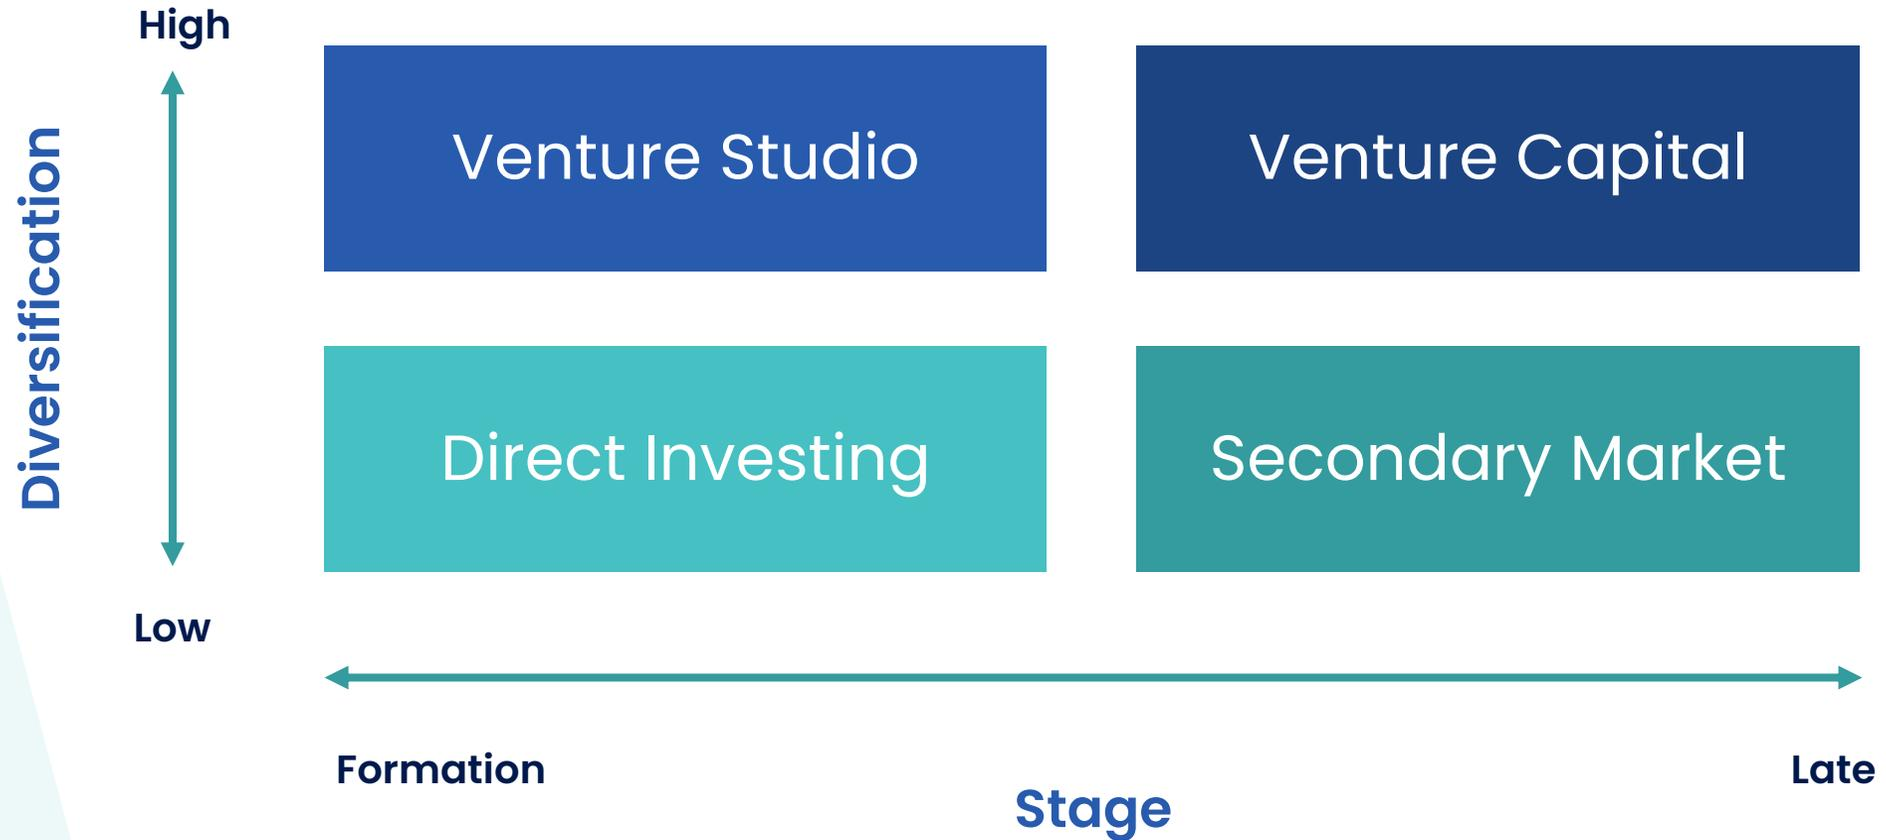 High
Diversification
Venture Studio
Venture Capital
Direct Investing
Secondary Market
Low
Formation
Late
Stage